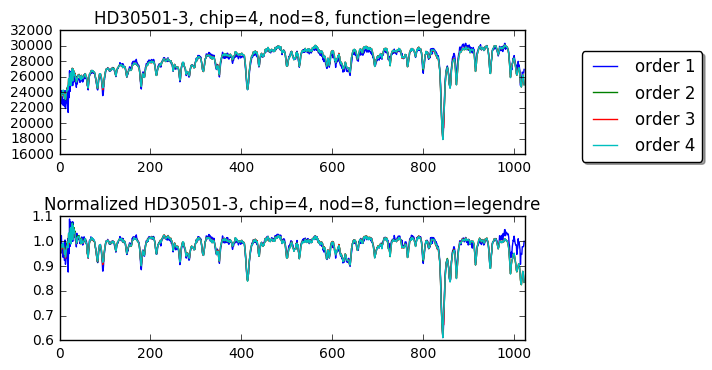 HD30501-3, chip=4, nod=8, function=legendre
32000
30000
28000
26000
24000
22000
20000
18000
16000
0 200 400 600 800 1000
order 1
order 2
order 3
order 4
Normalized HD30501-3, chip=4, nod=8, function=legendre
1.1
1.0
0.9
0.8
0.7
0.6
0 200 400 600 800 1000